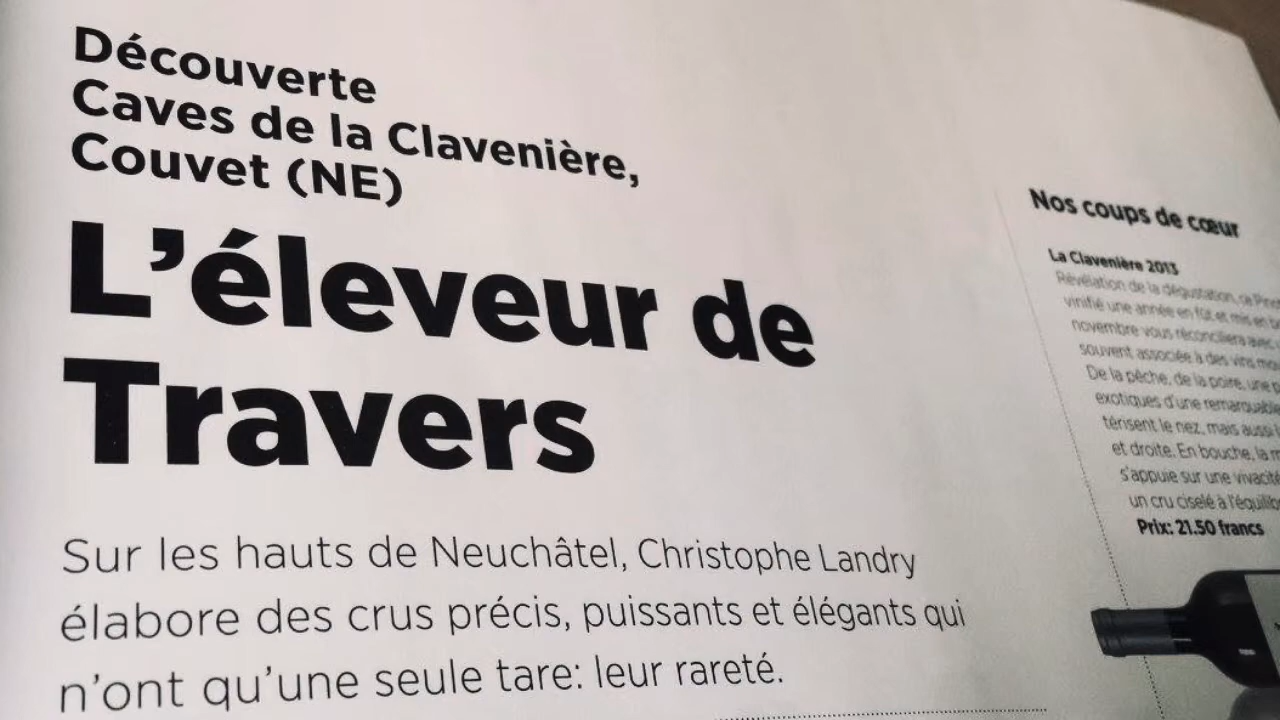 Découverte
Caves de la Clavenière,
Couvet (NE)
L'éleveur de
Travers
Sur les hauts de Neuchâtel, Christophe Landry
élabore des crus précis, puissants et élégants qui
n'ont qu'une seule tare: leur rareté.
Nos coups de cœur
La Clavenière 2013
Révélation de la dégustation, ce
vinifié une année en fût et mis en
novembre vous réconciliera avec
souvent associée à des vins
De la pêche, de la poire, une
exotiques d'une remarquable
térisent le nez, mais aussi
et droite. En bouche, la
s'appuie sur une vivacité
un cru ciselé à
Prix: 21.50 francs